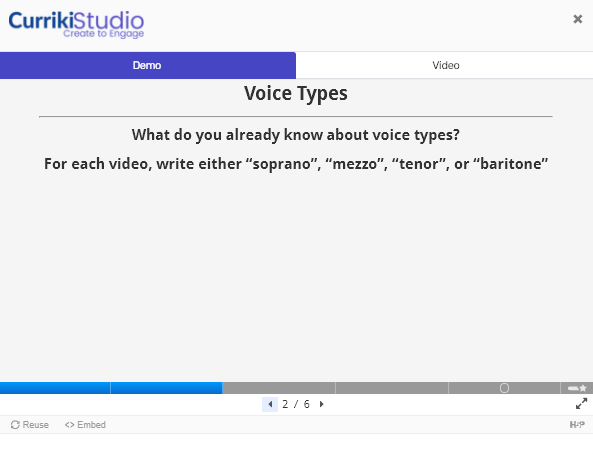 CurrikiStudio
Create to Engage
Demo
Video
Voice Types
What do you already know about voice types?
For each video, write either “soprano”, “mezzo”, “tenor”, or “baritone”
2 / 6
Reuse
<> Embed
H5P